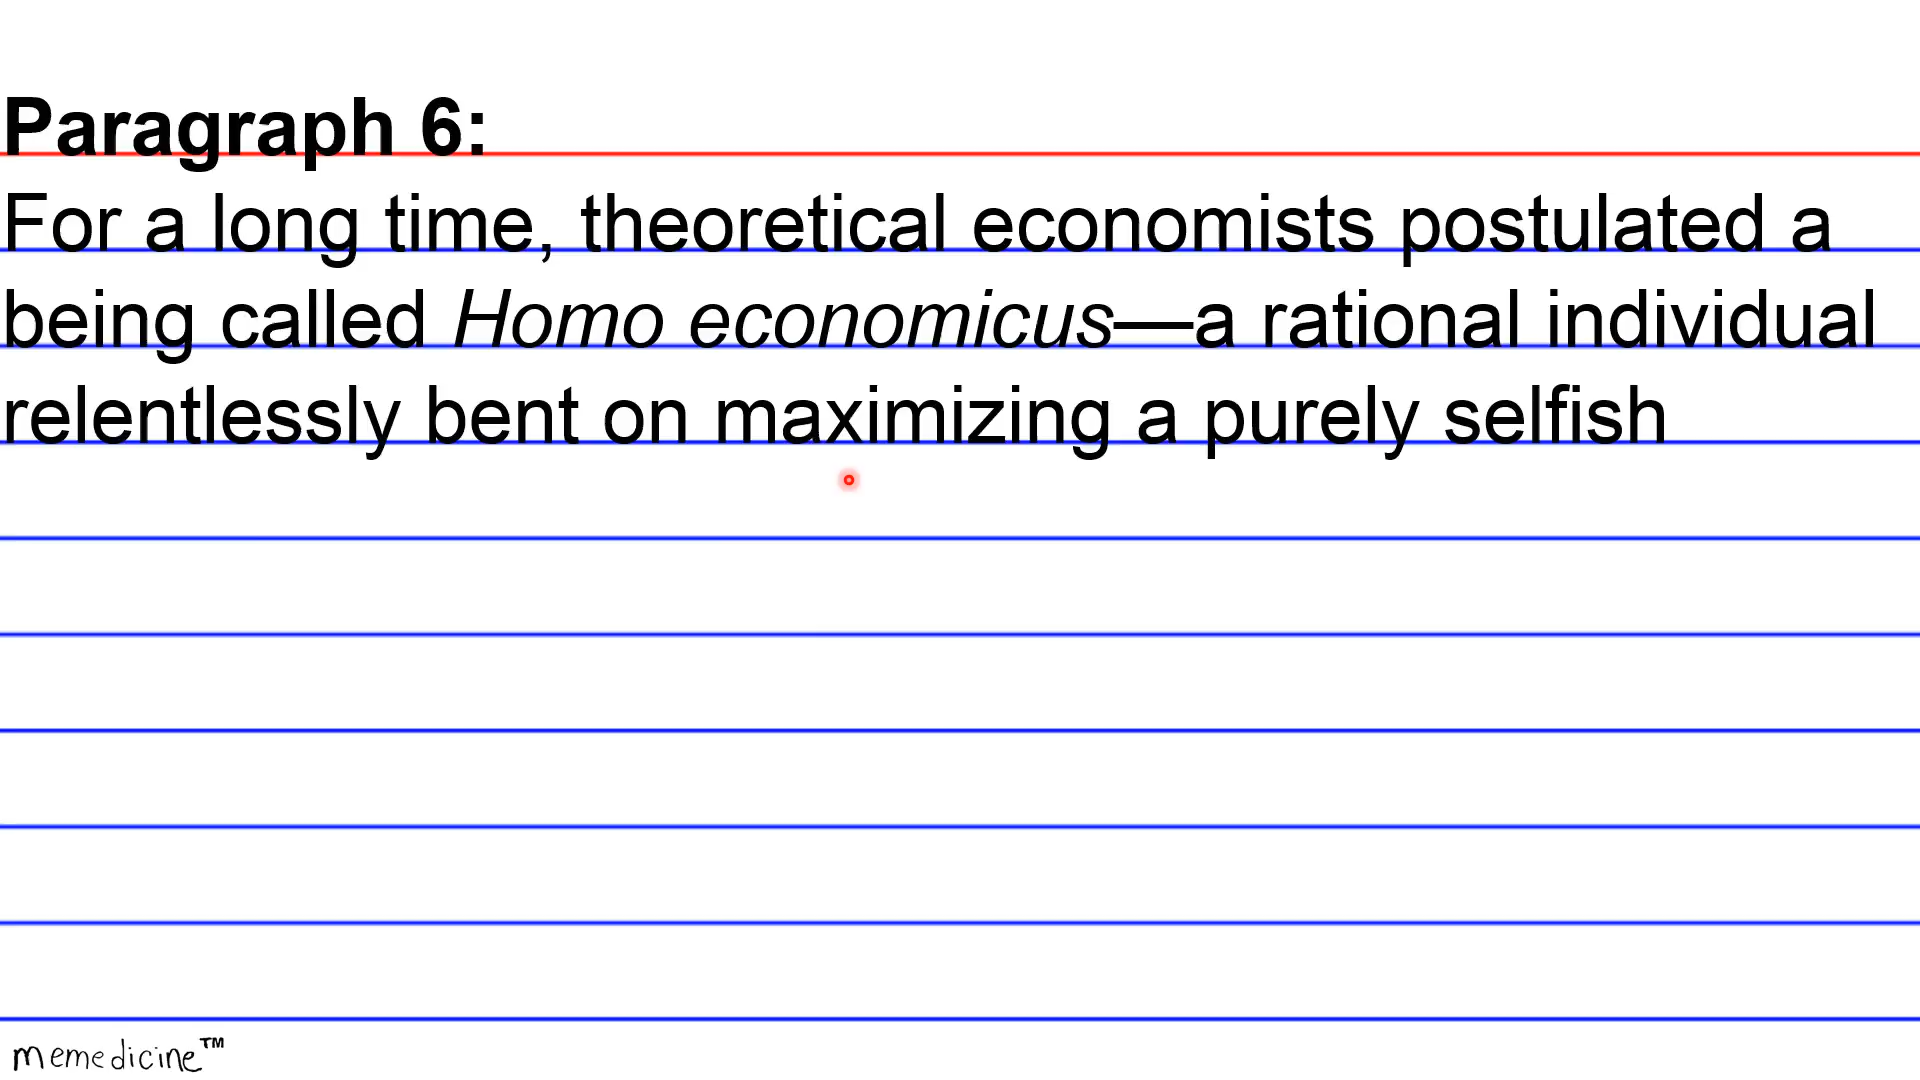 Paragraph 6:
For a long time, theoretical economists postulated a
being called Homo economicus—a rational individual
relentlessly bent on maximizing a purely selfish
memedicine™